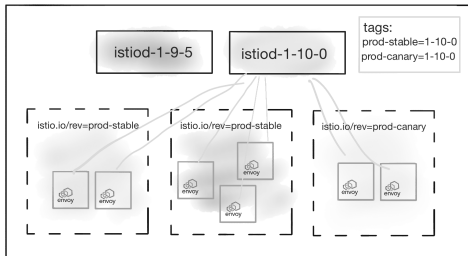 istiod-1-9-5
istiod-1-10-0
tags:
prod-stable=1-10-0
prod-canary=1-10-0
istio.io/rev=prod-stable
istio.io/rev=prod-stable
istio.io/rev=prod-canary
envoy
envoy
envoy
envoy
envoy
envoy
envoy